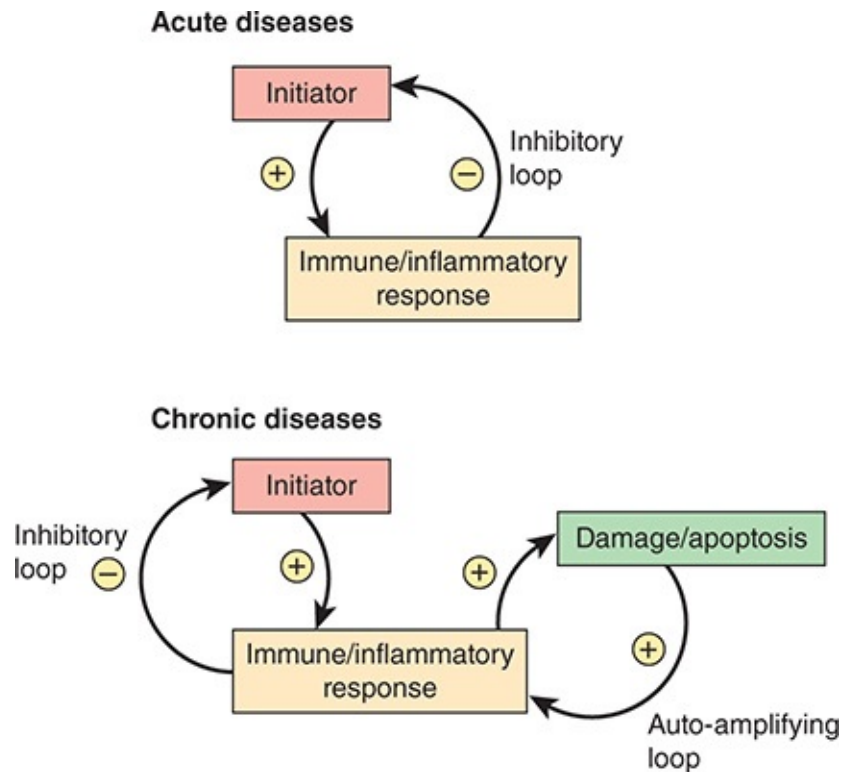 Acute diseases
Initiator
+
−
Inhibitory
loop
Immune/inflammatory
response
Chronic diseases
Initiator
Inhibitory
loop
−
+
+
Damage/apoptosis
+
Immune/inflammatory
response
Auto-amplifying
loop